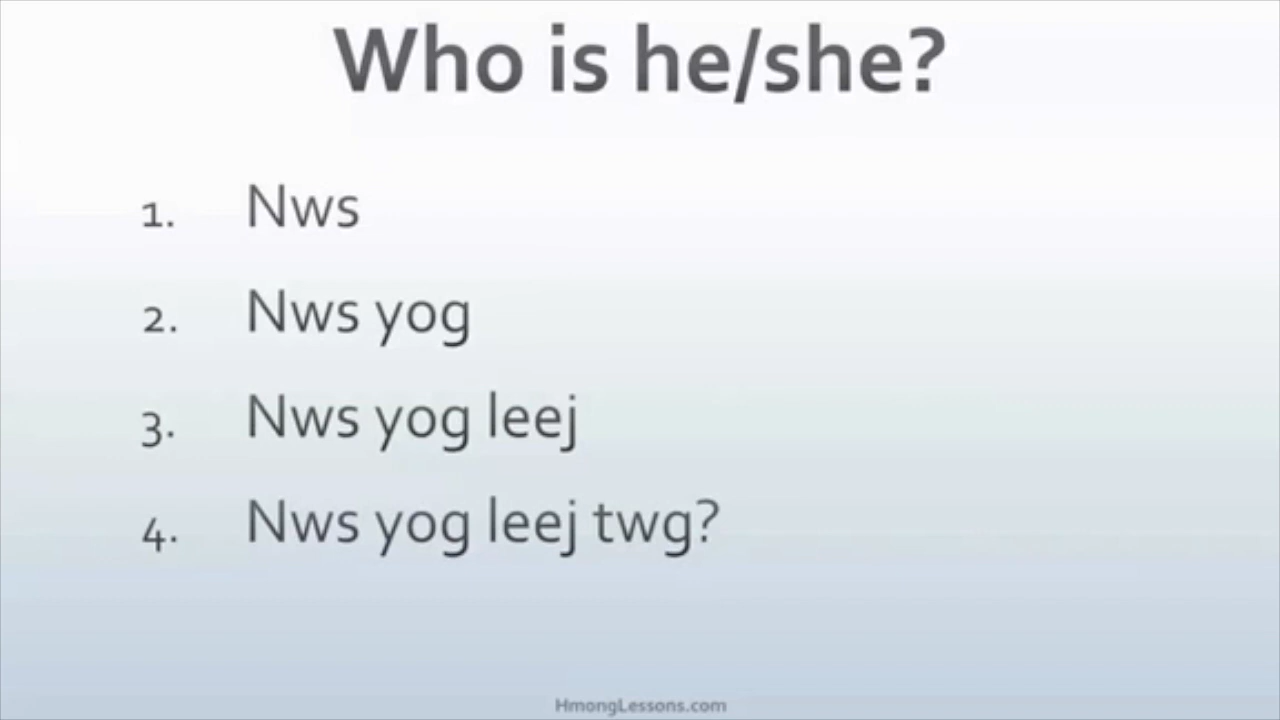 Who is he/she?
1. Nws
2. Nws yog
3. Nws yog leej
4. Nws yog leej twg?
HmongLessons.com